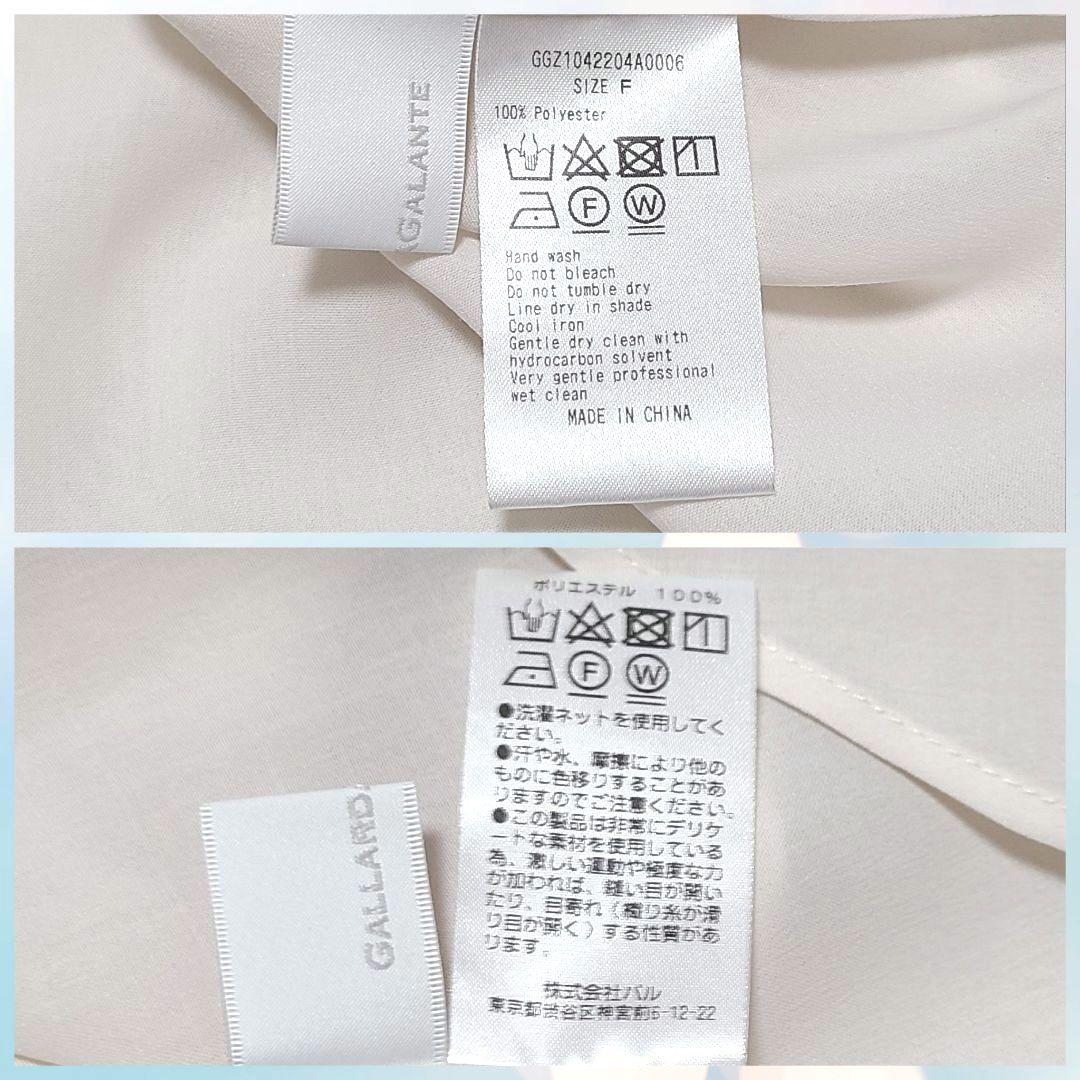 GALANTE
GGZ1042204A0006
SIZE F
100% Polyester
F W
Hand wash
Do not bleach
Do not tumble dry
Line dry in shade
Cool iron
Gentle dry clean with
hydrocarbon solvent
Very gentle professional
wet clean
MADE IN CHINA
GALLARD
ポリエステル 100%
F W
●洗濯ネットを使用してく
ださい。
●汗や水、摩擦により他の
ものに色移りすることがあ
りますのでご注意ください。
●この製品は非常にデリケ
ートな素材を使用している
為、激しい運動や極度な力
が加われば、縫い目が開い
たり、目寄れ(織り糸が滑
り目が開く)する性質があ
ります。
株式会社パル
東京都渋谷区神宮前6-12-22